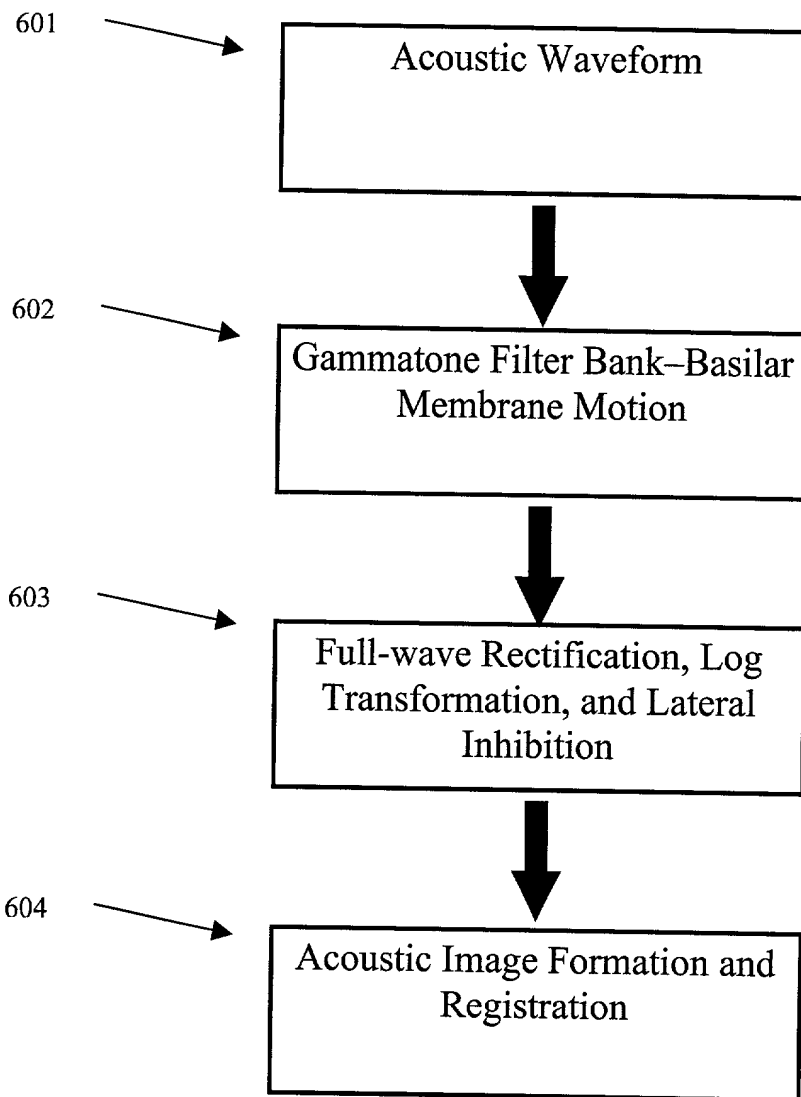 601
Acoustic Waveform
602
Gammatone Filter Bank–Basilar
Membrane Motion
603
Full-wave Rectification, Log
Transformation, and Lateral
Inhibition
604
Acoustic Image Formation and
Registration